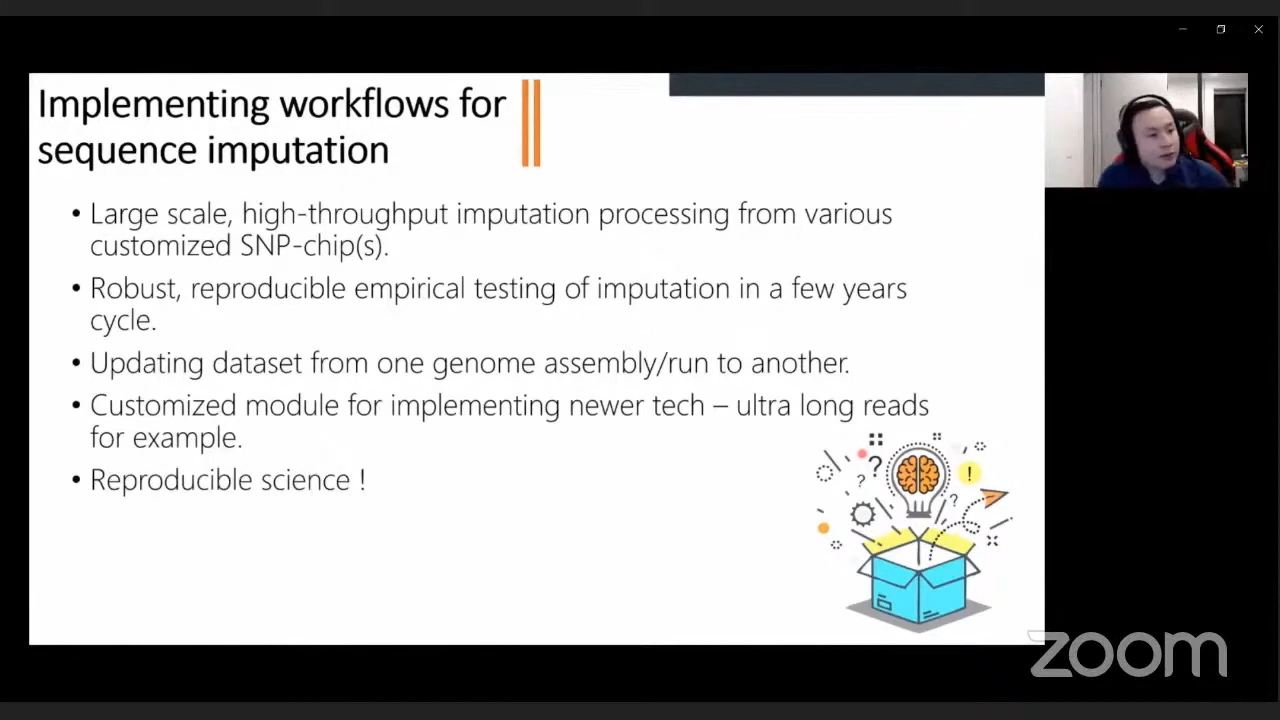 Implementing workflows for
sequence imputation
• Large scale, high-throughput imputation processing from various
customized SNP-chip(s).
• Robust, reproducible empirical testing of imputation in a few years
cycle.
• Updating dataset from one genome assembly/run to another.
• Customized module for implementing newer tech – ultra long reads
for example.
• Reproducible science !
? ? ? !
zoom